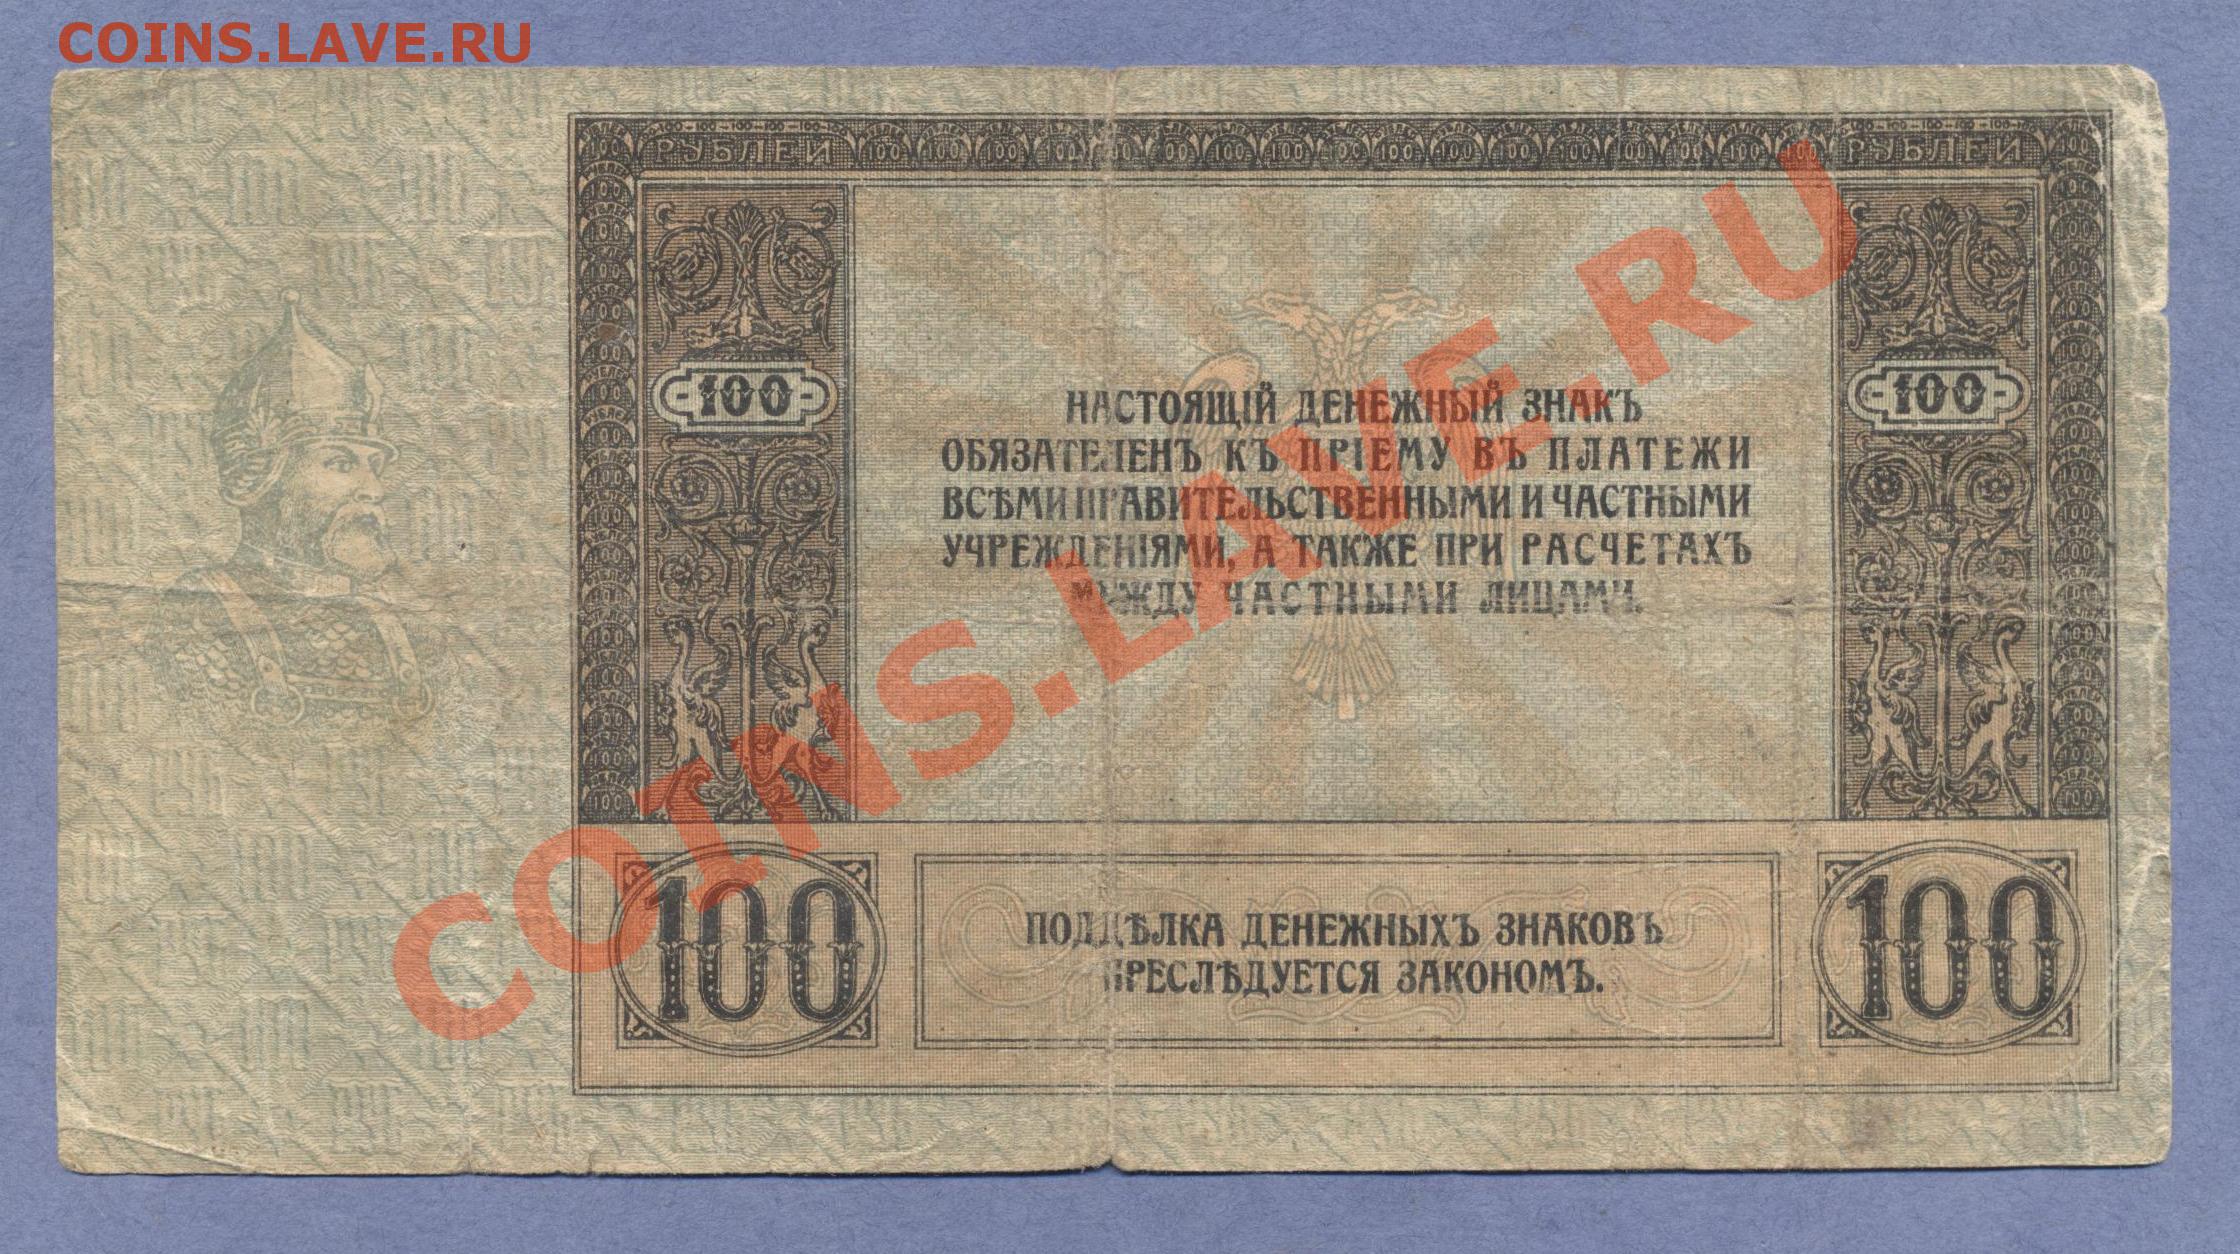 COINS.LAVE.RU
РУБЛЕЙ РУБЛЕЙ
100 100
НАСТОЯЩІЙ ДЕНЕЖНЫЙ ЗНАКЪ
ОБЯЗАТЕЛЕНЪ КЪ ПРІЕМУ ВЪ ПЛАТЕЖИ
ВСѢМИ ПРАВИТЕЛЬСТВЕННЫМИ И ЧАСТНЫМИ
УЧРЕЖДЕНІЯМИ, А ТАКЖЕ ПРИ РАСЧЕТАХЪ
МЕЖДУ ЧАСТНЫМИ ЛИЦАМИ.
COINS.LAVE.RU
100 100
ПОДДѢЛКА ДЕНЕЖНЫХЪ ЗНАКОВЪ
ПРЕСЛѢДУЕТСЯ ЗАКОНОМЪ.